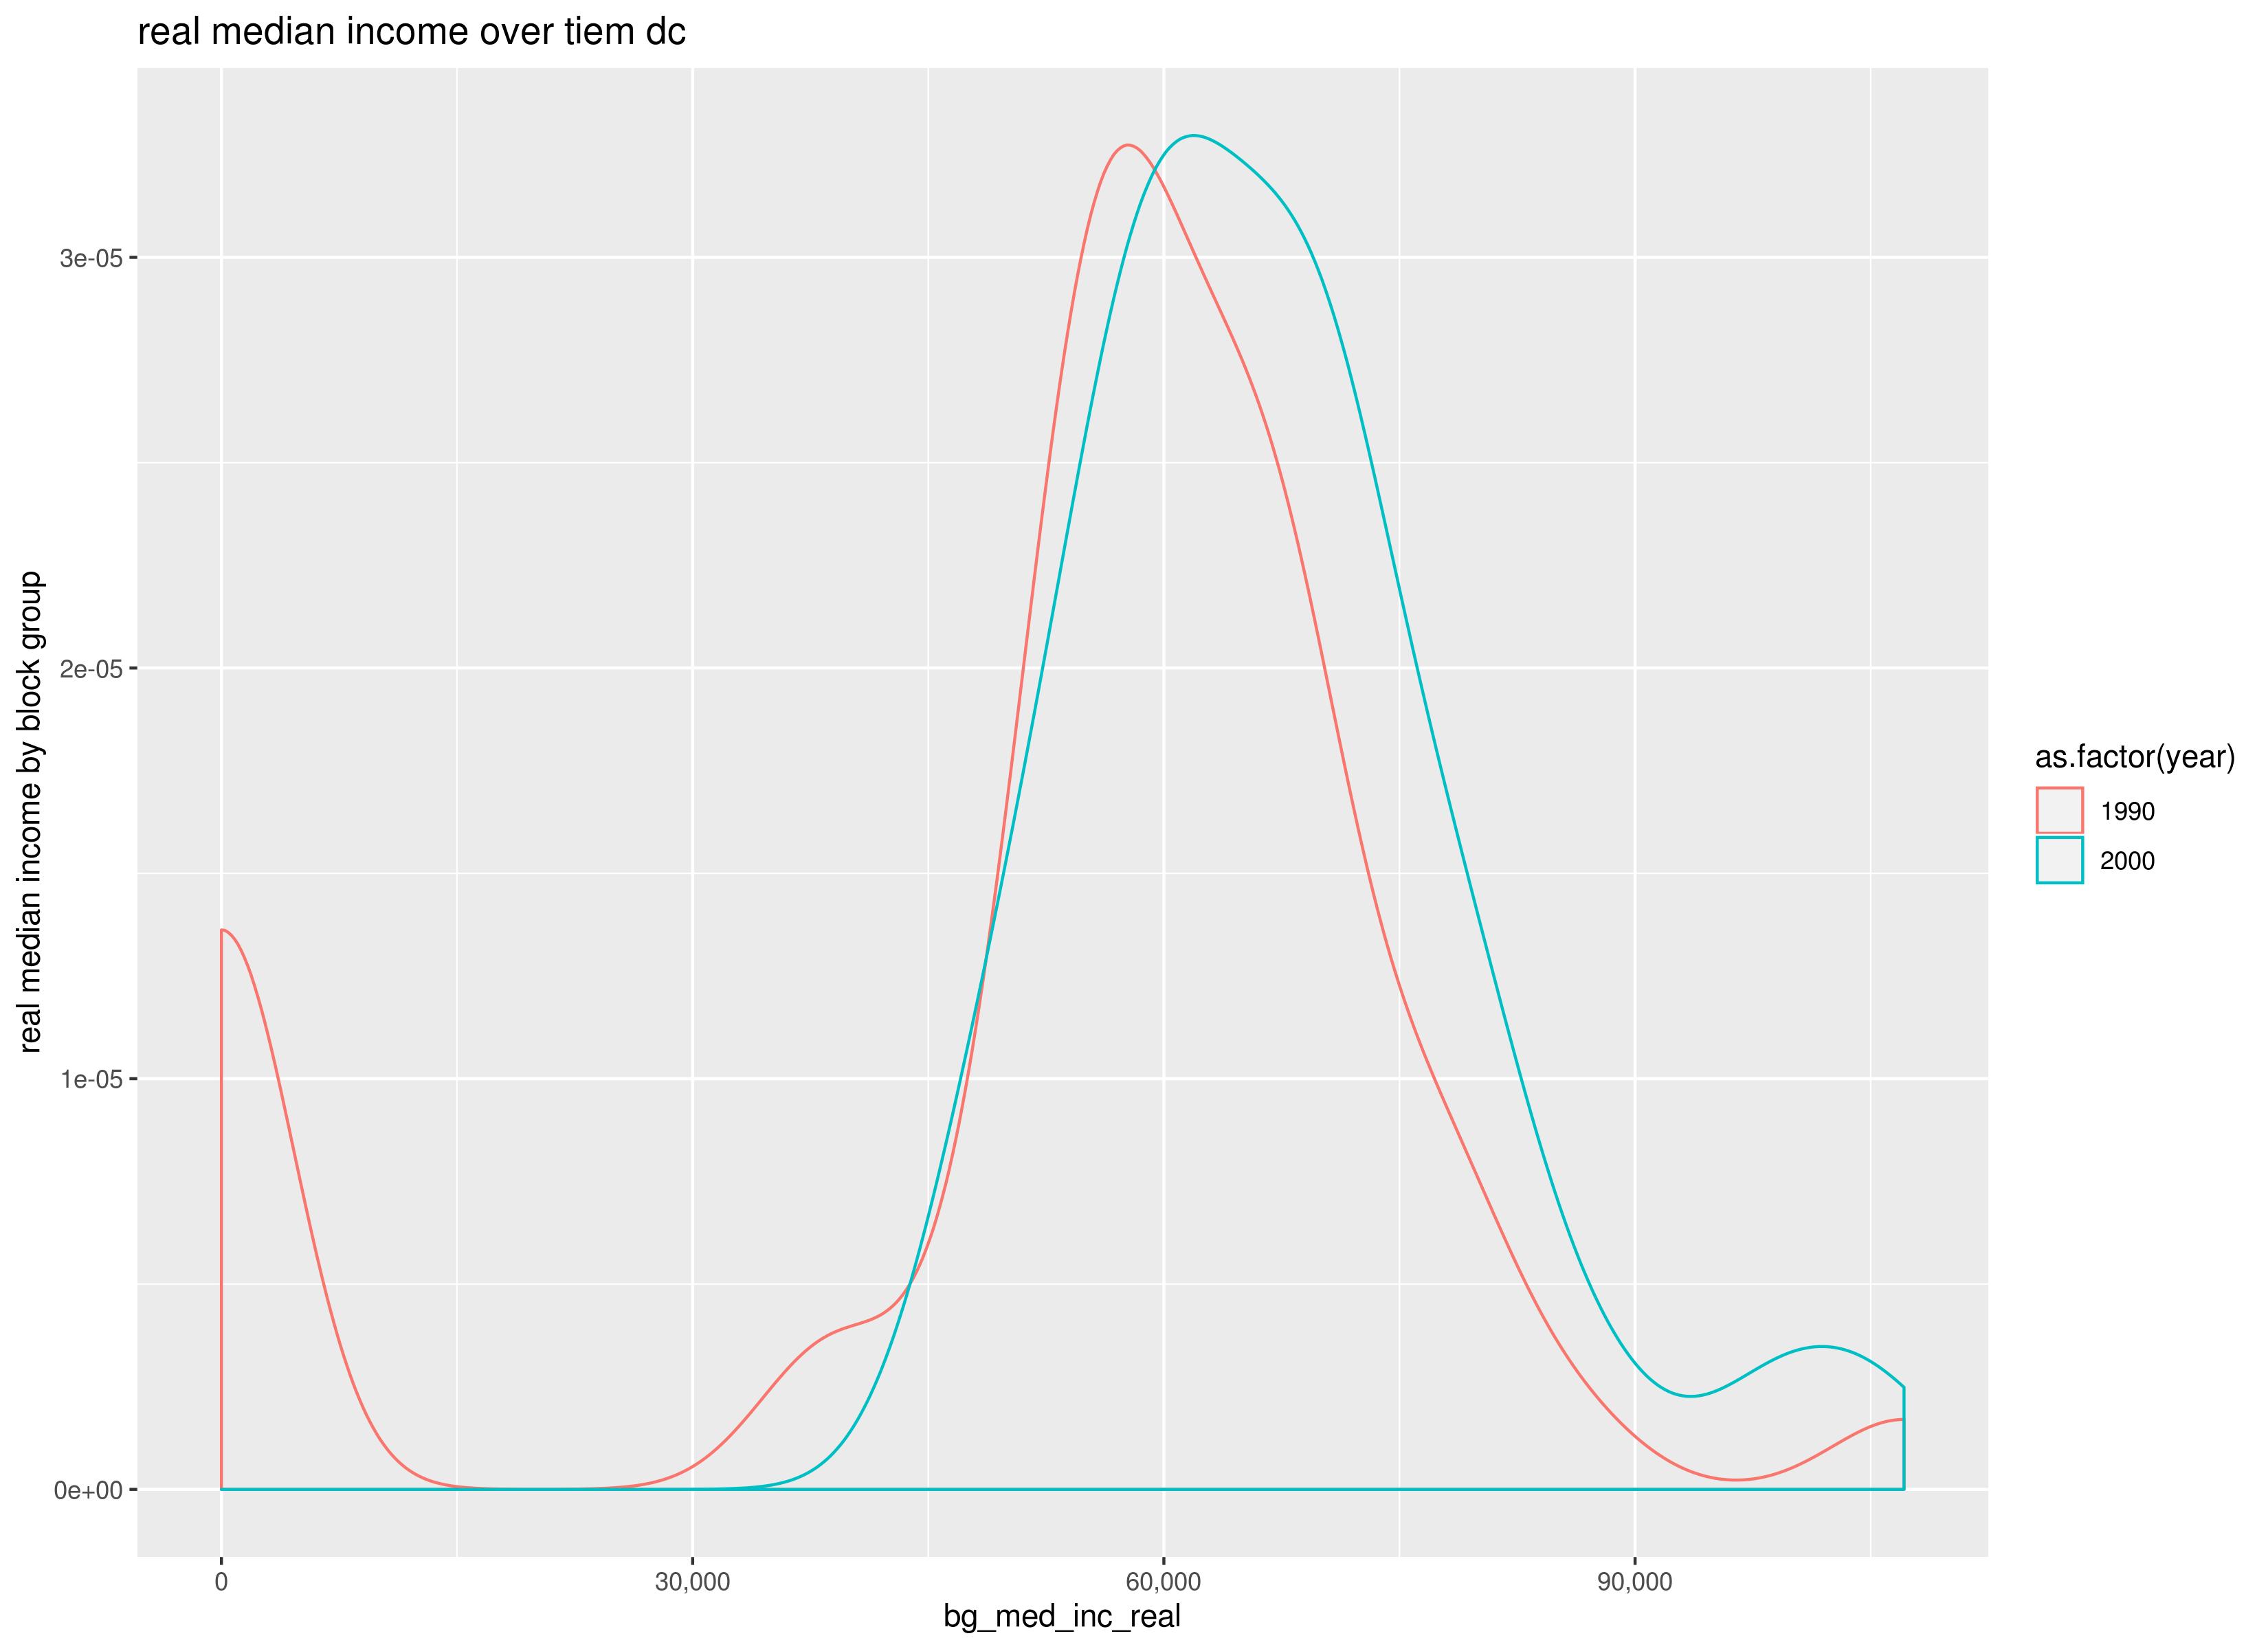 real median income over tiem dc
real median income by block group
3e-05
2e-05
1e-05
0e+00
0
30,000
60,000
90,000
bg_med_inc_real
as.factor(year)
1990
2000